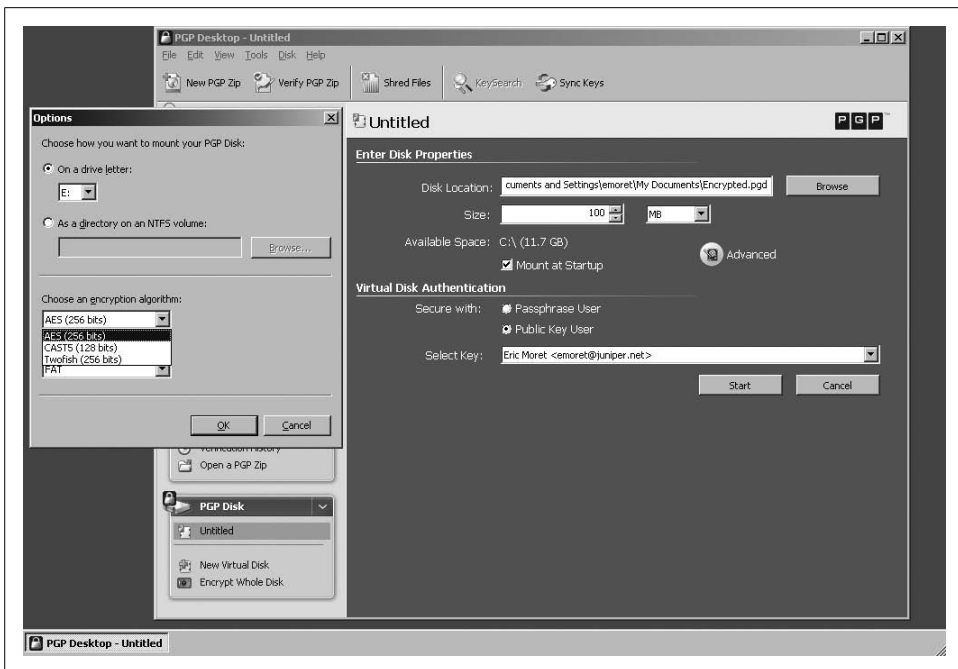 PGP Desktop - Untitled
File Edit View Tools Disk Help
New PGP Zip Verify PGP Zip Shred Files KeySearch Sync Keys
Options
Choose how you want to mount your PGP Disk:
On a drive letter:
E:
As a directory on an NTFS volume:
Browse...
Choose an encryption algorithm:
AES (256 bits)
AES (256 bits)
CAST5 (128 bits)
Twofish (256 bits)
FAT
OK Cancel
Untitled
PGP
Enter Disk Properties
Disk Location: cuments and Settings\emoret\My Documents\Encrypted.pgd Browse
Size: 100 MB
Available Space: C:\ (11.7 GB)
Advanced
Mount at Startup
Virtual Disk Authentication
Secure with: Passphrase User
Public Key User
Select Key: Eric Moret <emoret@juniper.net>
Start Cancel
Open a PGP Zip
PGP Disk
Untitled
New Virtual Disk
Encrypt Whole Disk
PGP Desktop - Untitled